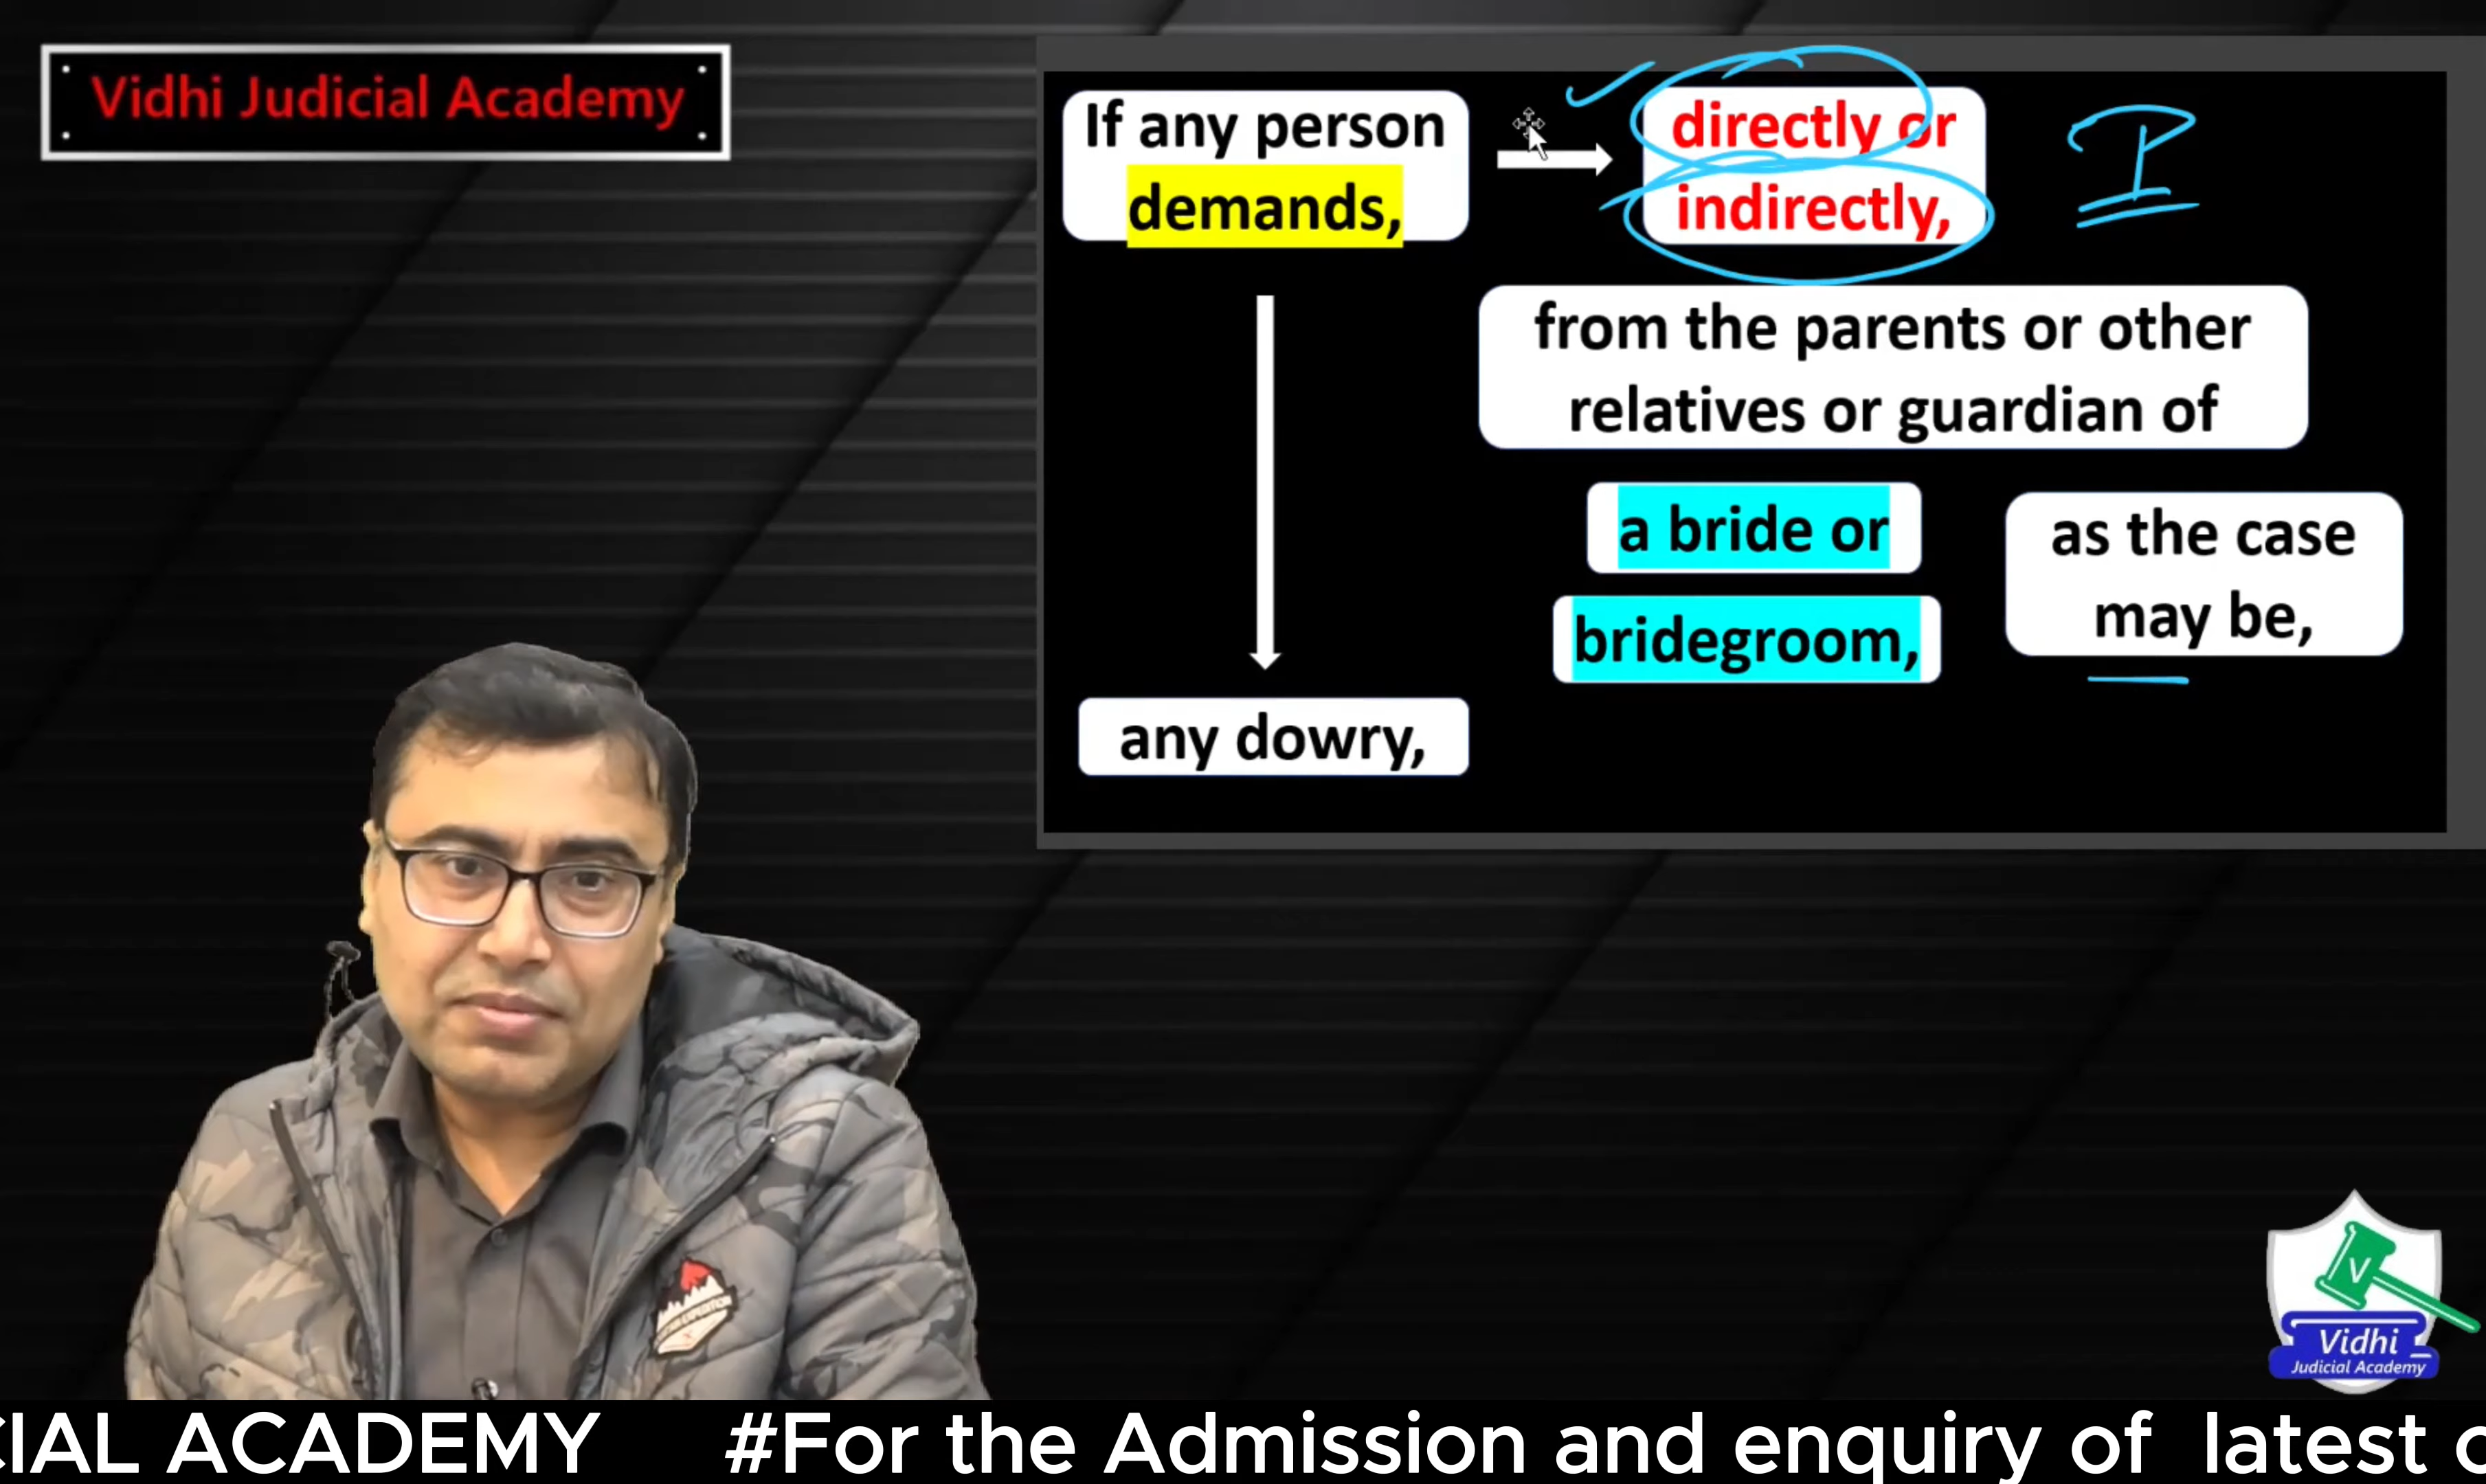 Vidhi Judicial Academy
If any person
demands,
directly or
indirectly,
P
from the parents or other
relatives or guardian of
a bride or
bridegroom,
as the case
may be,
any dowry,
V
Vidhi
Judicial Academy
CIAL ACADEMY #For the Admission and enquiry of latest c